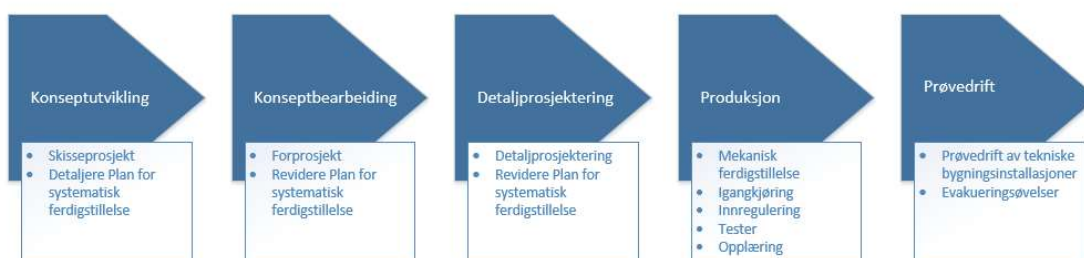 Konseptutvikling
• Skisseprosjekt
• Detaljere Plan for
systematisk
ferdigstillelse
Konseptbearbeiding
• Forprosjekt
• Revidere Plan for
systematisk
ferdigstillelse
Detaljprosjektering
• Detaljprosjektering
• Revidere Plan for
systematisk
ferdigstillelse
Produksjon
• Mekanisk
ferdigstillelse
• Igangkjøring
• Innregulering
• Tester
• Opplæring
Prøvedrift
• Prøvedrift av tekniske
bygningsinstallasjoner
• Evakueringsøvelser